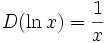 D(ln x) = 1/x